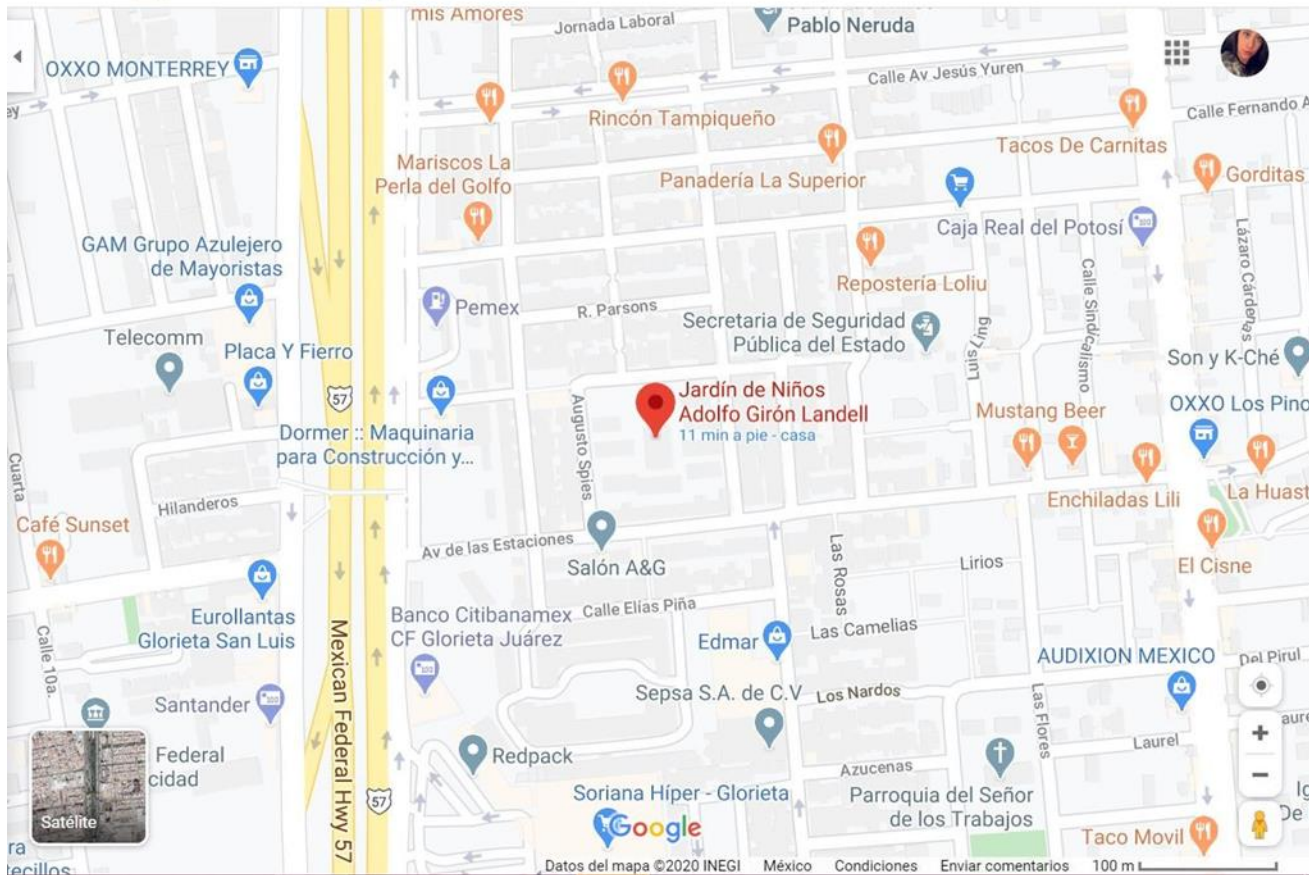 mis Amores
Jornada Laboral
Pablo Neruda
OXXO MONTERREY
Calle Av Jesús Yuren
Rincón Tampiqueño
Calle Fernando A
Tacos De Carnitas
Mariscos La
Perla del Golfo
Panadería La Superior
Gorditas
Caja Real del Potosí
Lázaro Cárdenas
GAM Grupo Azulejero
de Mayoristas
Repostería Loliu
Calle Sindicalismo
Pemex
R. Parsons
Secretaria de Seguridad
Pública del Estado
Luis Ling
Telecomm
Placa Y Fierro
Son y K-Ché
57
Jardín de Niños
Adolfo Girón Landell
11 min a pie - casa
Augusto Spies
Mustang Beer
OXXO Los Pino
Dormer :: Maquinaria
para Construcción y...
Cuarta
Hilanderos
Enchiladas Lili
La Huast
Café Sunset
Av de las Estaciones
Salón A&G
Las Rosas
Lirios
El Cisne
Eurollantas
Glorieta San Luis
Banco Citibanamex
CF Glorieta Juárez
Calle Elías Piña
Las Camelias
Edmar
Calle 10a.
Mexican Federal Hwy 57
AUDIXION MEXICO
Del Pirul
Santander
Sepsa S.A. de C.V
Los Nardos
Las Flores
Laurel
Federal
cidad
Redpack
Azucenas
57
Soriana Híper - Glorieta
Parroquia del Señor
de los Trabajos
Satélite
Google
Taco Movil
ecillos
Datos del mapa ©2020 INEGI México Condiciones Enviar comentarios 100 m